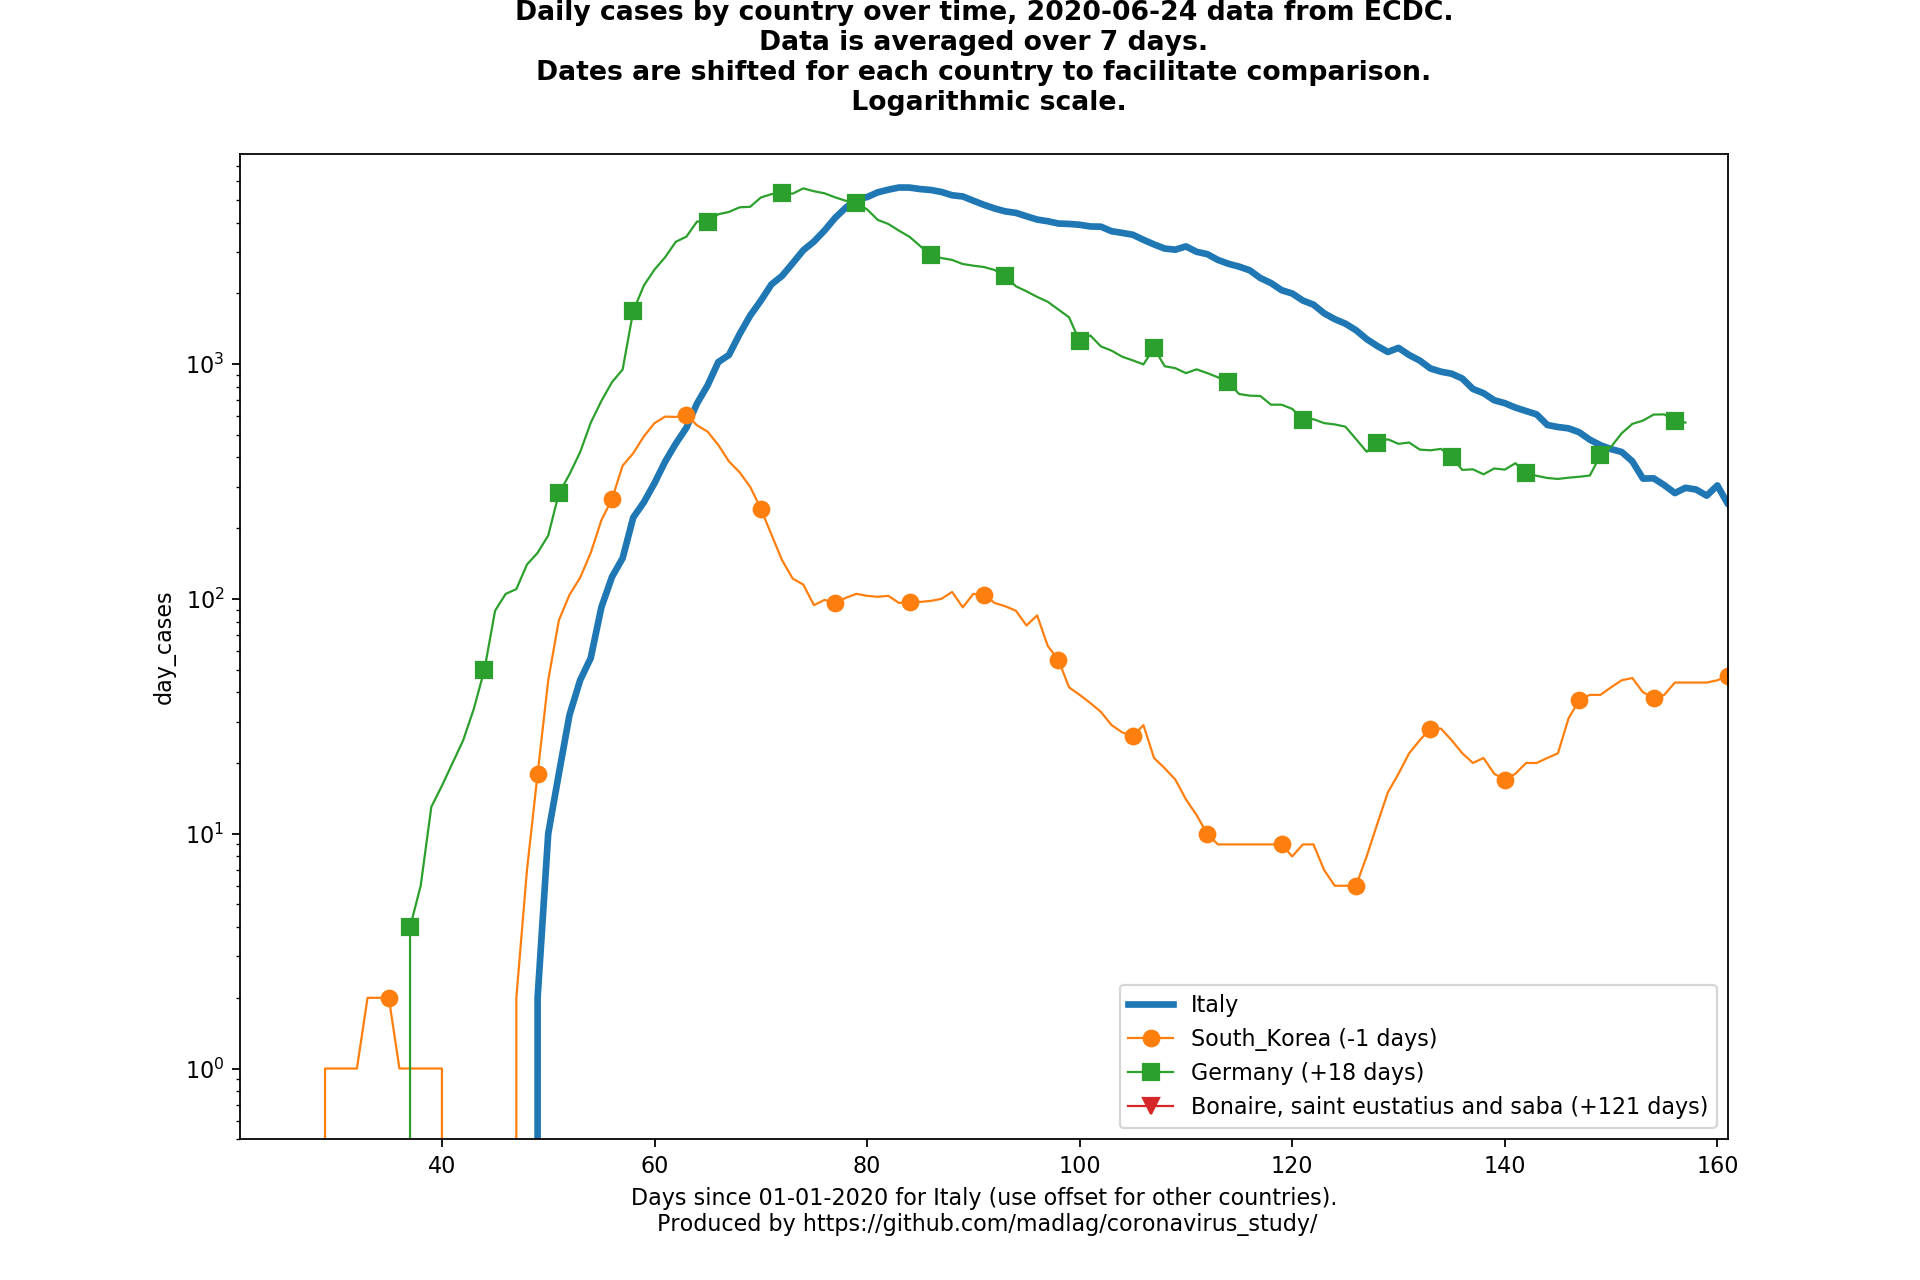 Daily cases by country over time, 2020-06-24 data from ECDC.
Data is averaged over 7 days.
Dates are shifted for each country to facilitate comparison.
Logarithmic scale.
10³
10²
10¹
10⁰
day_cases
40 60 80 100 120 140 160
Days since 01-01-2020 for Italy (use offset for other countries).
Produced by https://github.com/madlag/coronavirus_study/
Italy
South_Korea (-1 days)
Germany (+18 days)
Bonaire, saint eustatius and saba (+121 days)